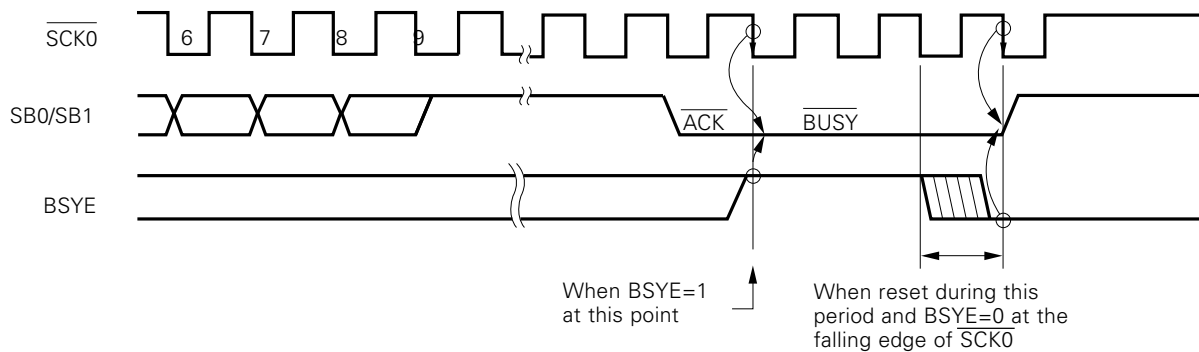 SCK0
6 7 8 9
SB0/SB1
ACK
BUSY
BSYE
When BSYE=1
at this point
When reset during this
period and BSYE=0 at the
falling edge of SCK0